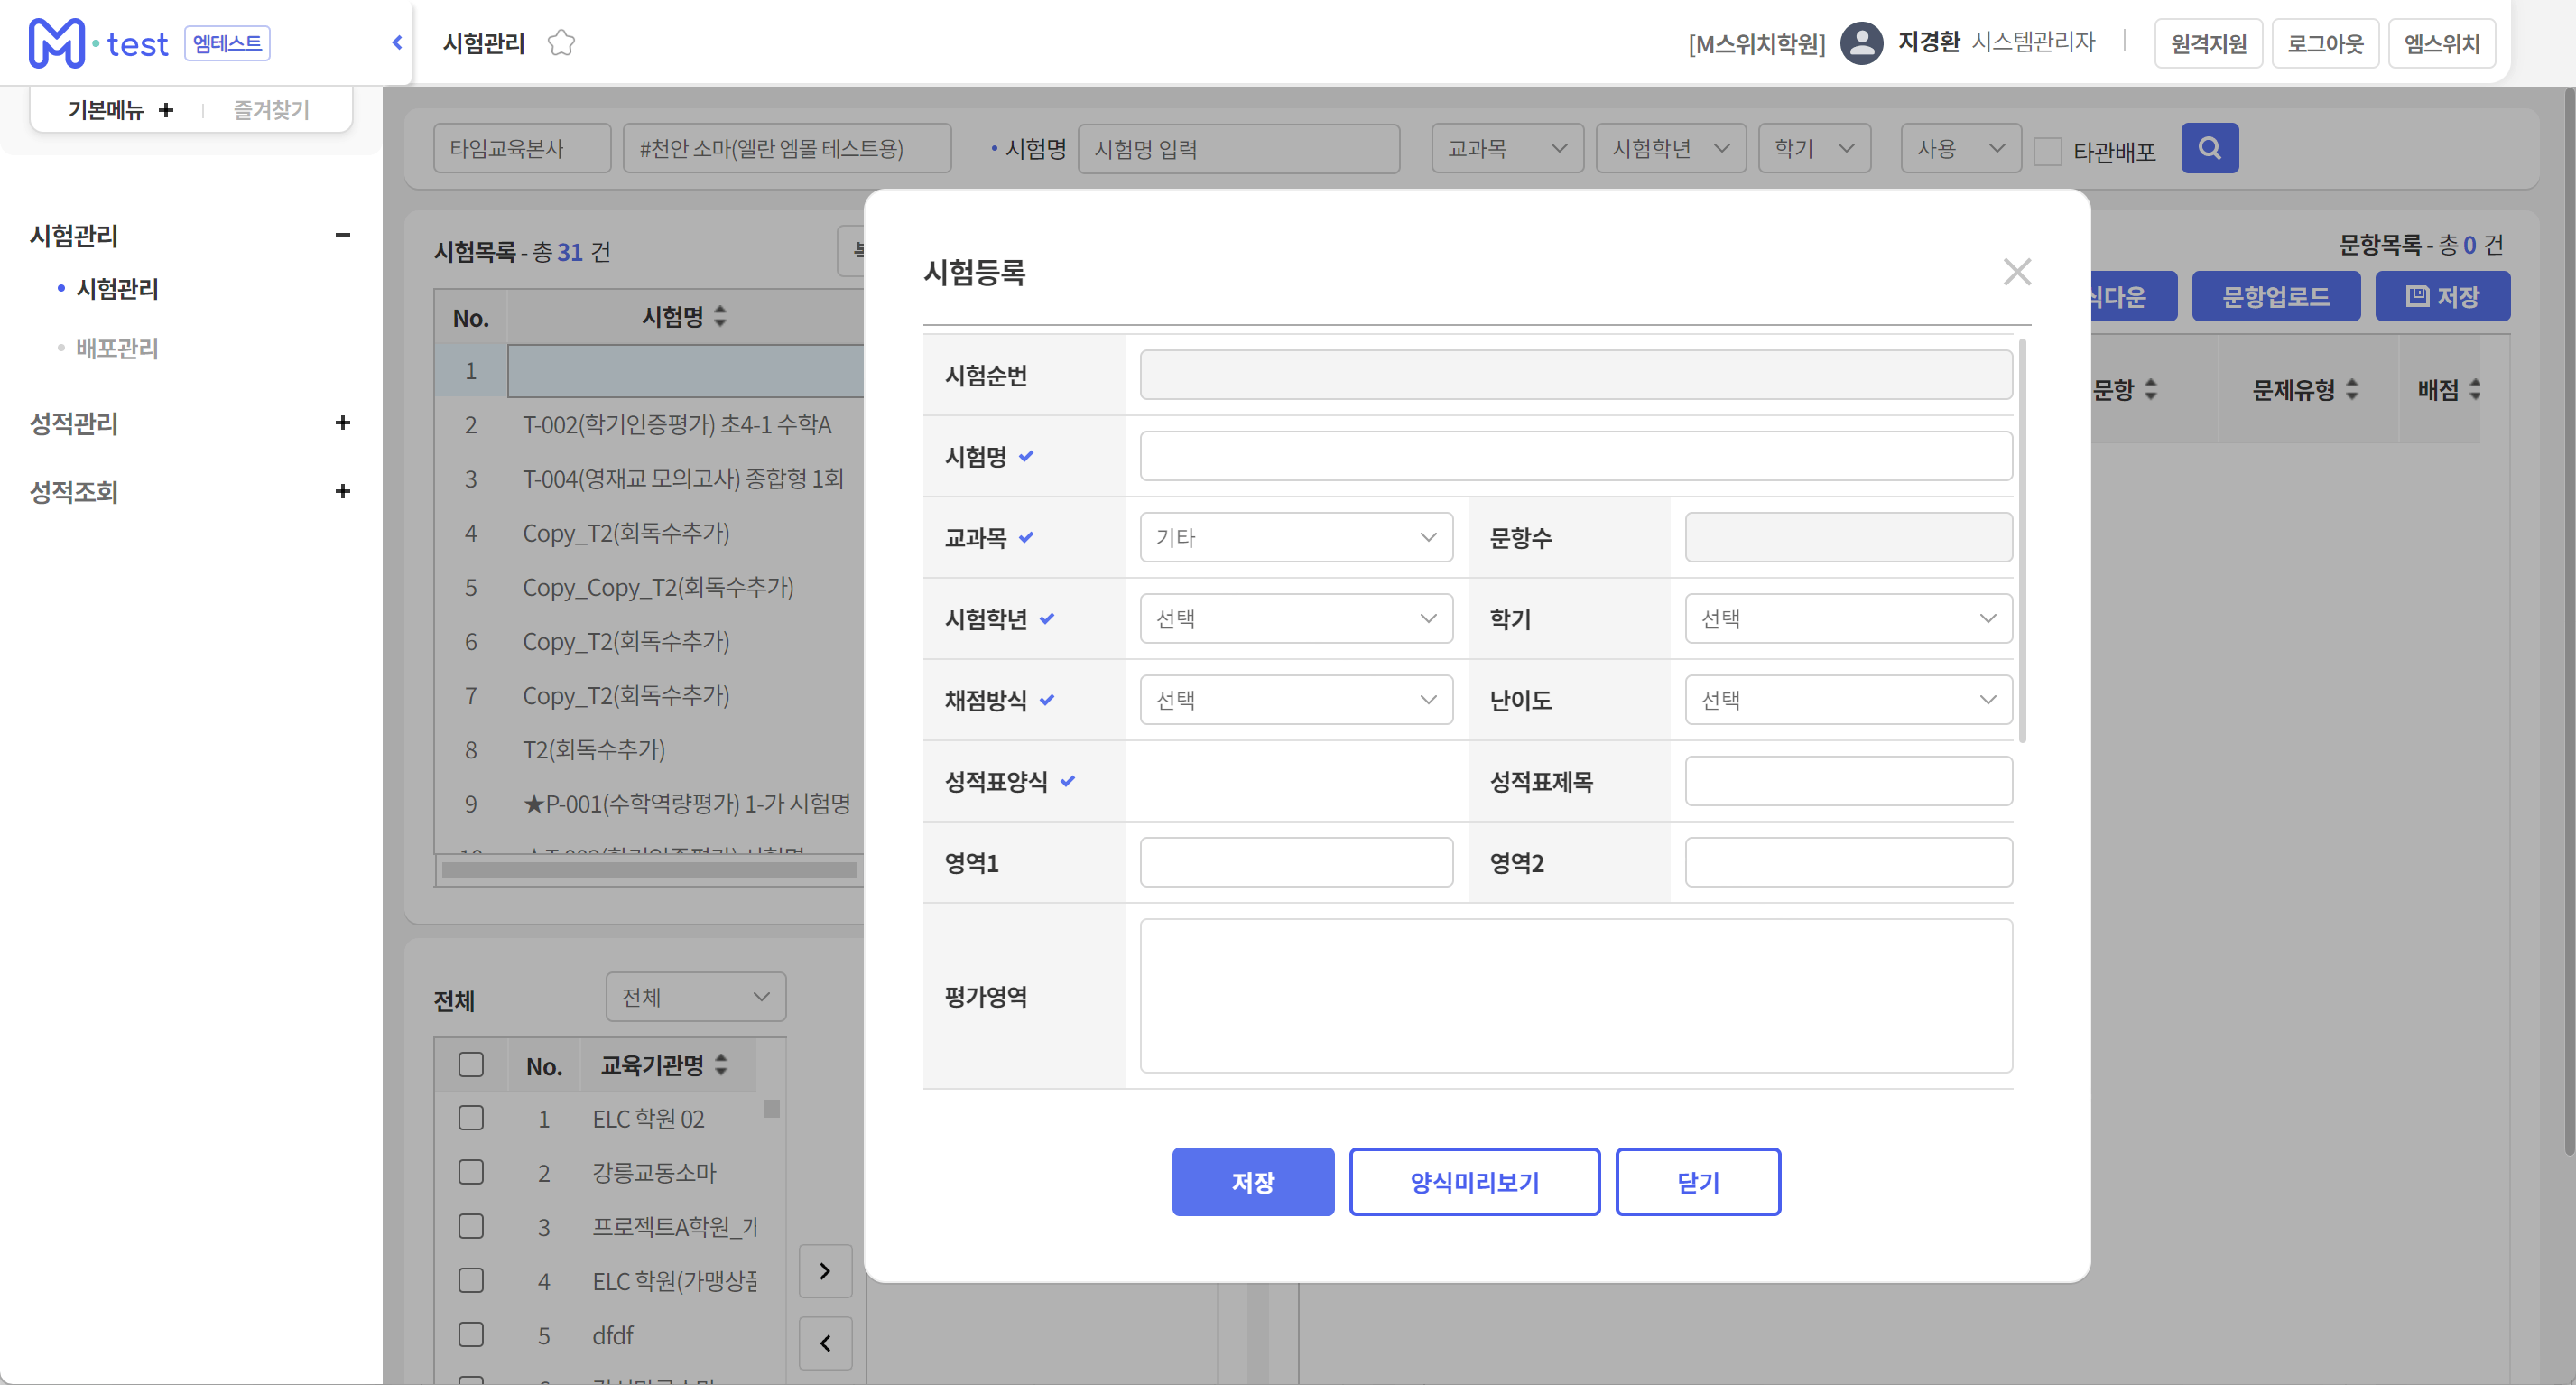 M·test 엠테스트
시험관리
[M스위치학원] 지경환 시스템관리자 원격지원 로그아웃 엠스위치
기본메뉴 + 즐겨찾기
시험관리
시험관리
배포관리
성적관리
성적조회
타임교육본사 #천안 소마(엘란 엠몰 테스트용) 시험명 시험명 입력 교과목 시험학년 학기 사용 타관배포
시험목록 - 총 31 건
No. 시험명
1
2 T-002(학기인증평가) 초4-1 수학A
3 T-004(영재교 모의고사) 종합형 1회
4 Copy_T2(회독수추가)
5 Copy_Copy_T2(회독수추가)
6 Copy_T2(회독수추가)
7 Copy_T2(회독수추가)
8 T2(회독수추가)
9 ★P-001(수학역량평가) 1-가 시험명
전체 전체
No. 교육기관명
1 ELC 학원 02
2 강릉교동소마
3 프로젝트A학원_
4 ELC 학원(가맹상품
5 dfdf
문항목록 - 총 0 건
식다운 문항업로드 저장
문항 문제유형 배점
시험등록
시험순번
시험명
교과목 기타 문항수
시험학년 선택 학기 선택
채점방식 선택 난이도 선택
성적표양식 성적표제목
영역1 영역2
평가영역
저장 양식미리보기 닫기